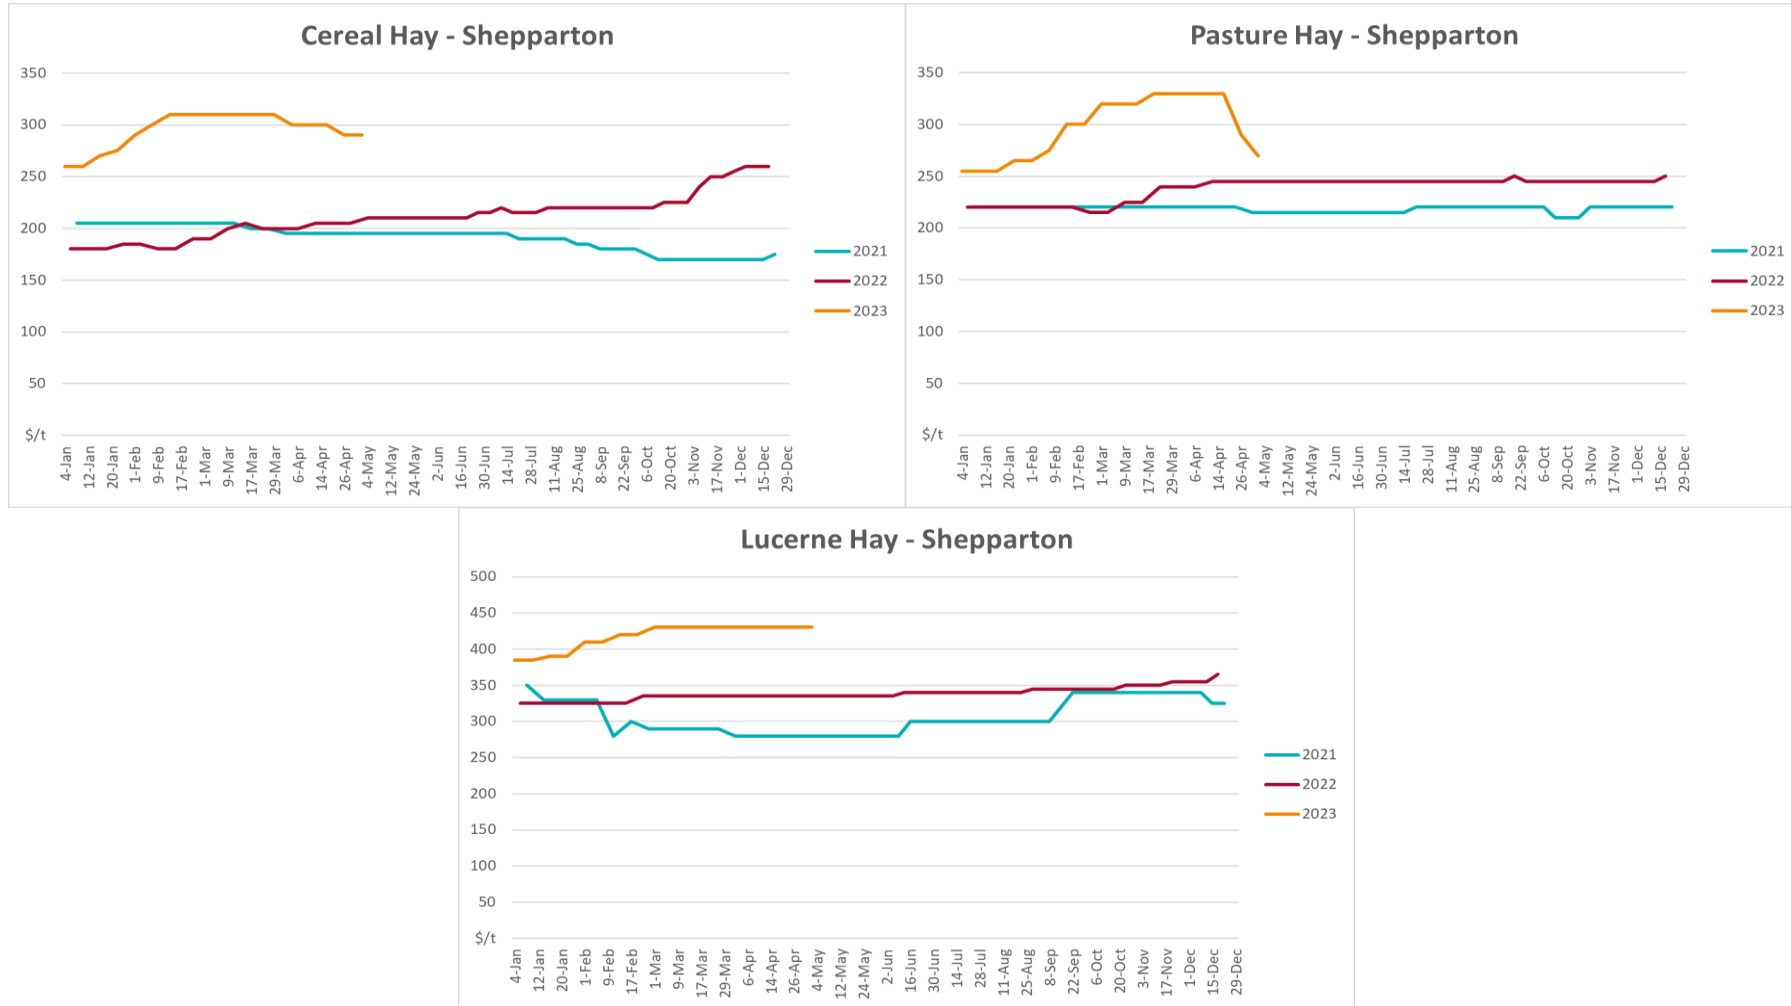 Cereal Hay - Shepparton
350
300
250
200
150
100
50
$/t
4-Jan
12-Jan
20-Jan
1-Feb
9-Feb
17-Feb
1-Mar
9-Mar
17-Mar
29-Mar
6-Apr
14-Apr
26-Apr
4-May
12-May
24-May
2-Jun
16-Jun
30-Jun
14-Jul
28-Jul
11-Aug
25-Aug
8-Sep
22-Sep
6-Oct
20-Oct
3-Nov
17-Nov
1-Dec
15-Dec
29-Dec
2021
2022
2023
Pasture Hay - Shepparton
350
300
250
200
150
100
50
$/t
4-Jan
12-Jan
20-Jan
1-Feb
9-Feb
17-Feb
1-Mar
9-Mar
17-Mar
29-Mar
6-Apr
14-Apr
26-Apr
4-May
12-May
24-May
2-Jun
16-Jun
30-Jun
14-Jul
28-Jul
11-Aug
25-Aug
8-Sep
22-Sep
6-Oct
20-Oct
3-Nov
17-Nov
1-Dec
15-Dec
29-Dec
2021
2022
2023
Lucerne Hay - Shepparton
500
450
400
350
300
250
200
150
100
50
$/t
4-Jan
12-Jan
20-Jan
1-Feb
9-Feb
17-Feb
1-Mar
9-Mar
17-Mar
29-Mar
6-Apr
14-Apr
26-Apr
4-May
12-May
24-May
2-Jun
16-Jun
30-Jun
14-Jul
28-Jul
11-Aug
25-Aug
8-Sep
22-Sep
6-Oct
20-Oct
3-Nov
17-Nov
1-Dec
15-Dec
29-Dec
2021
2022
2023